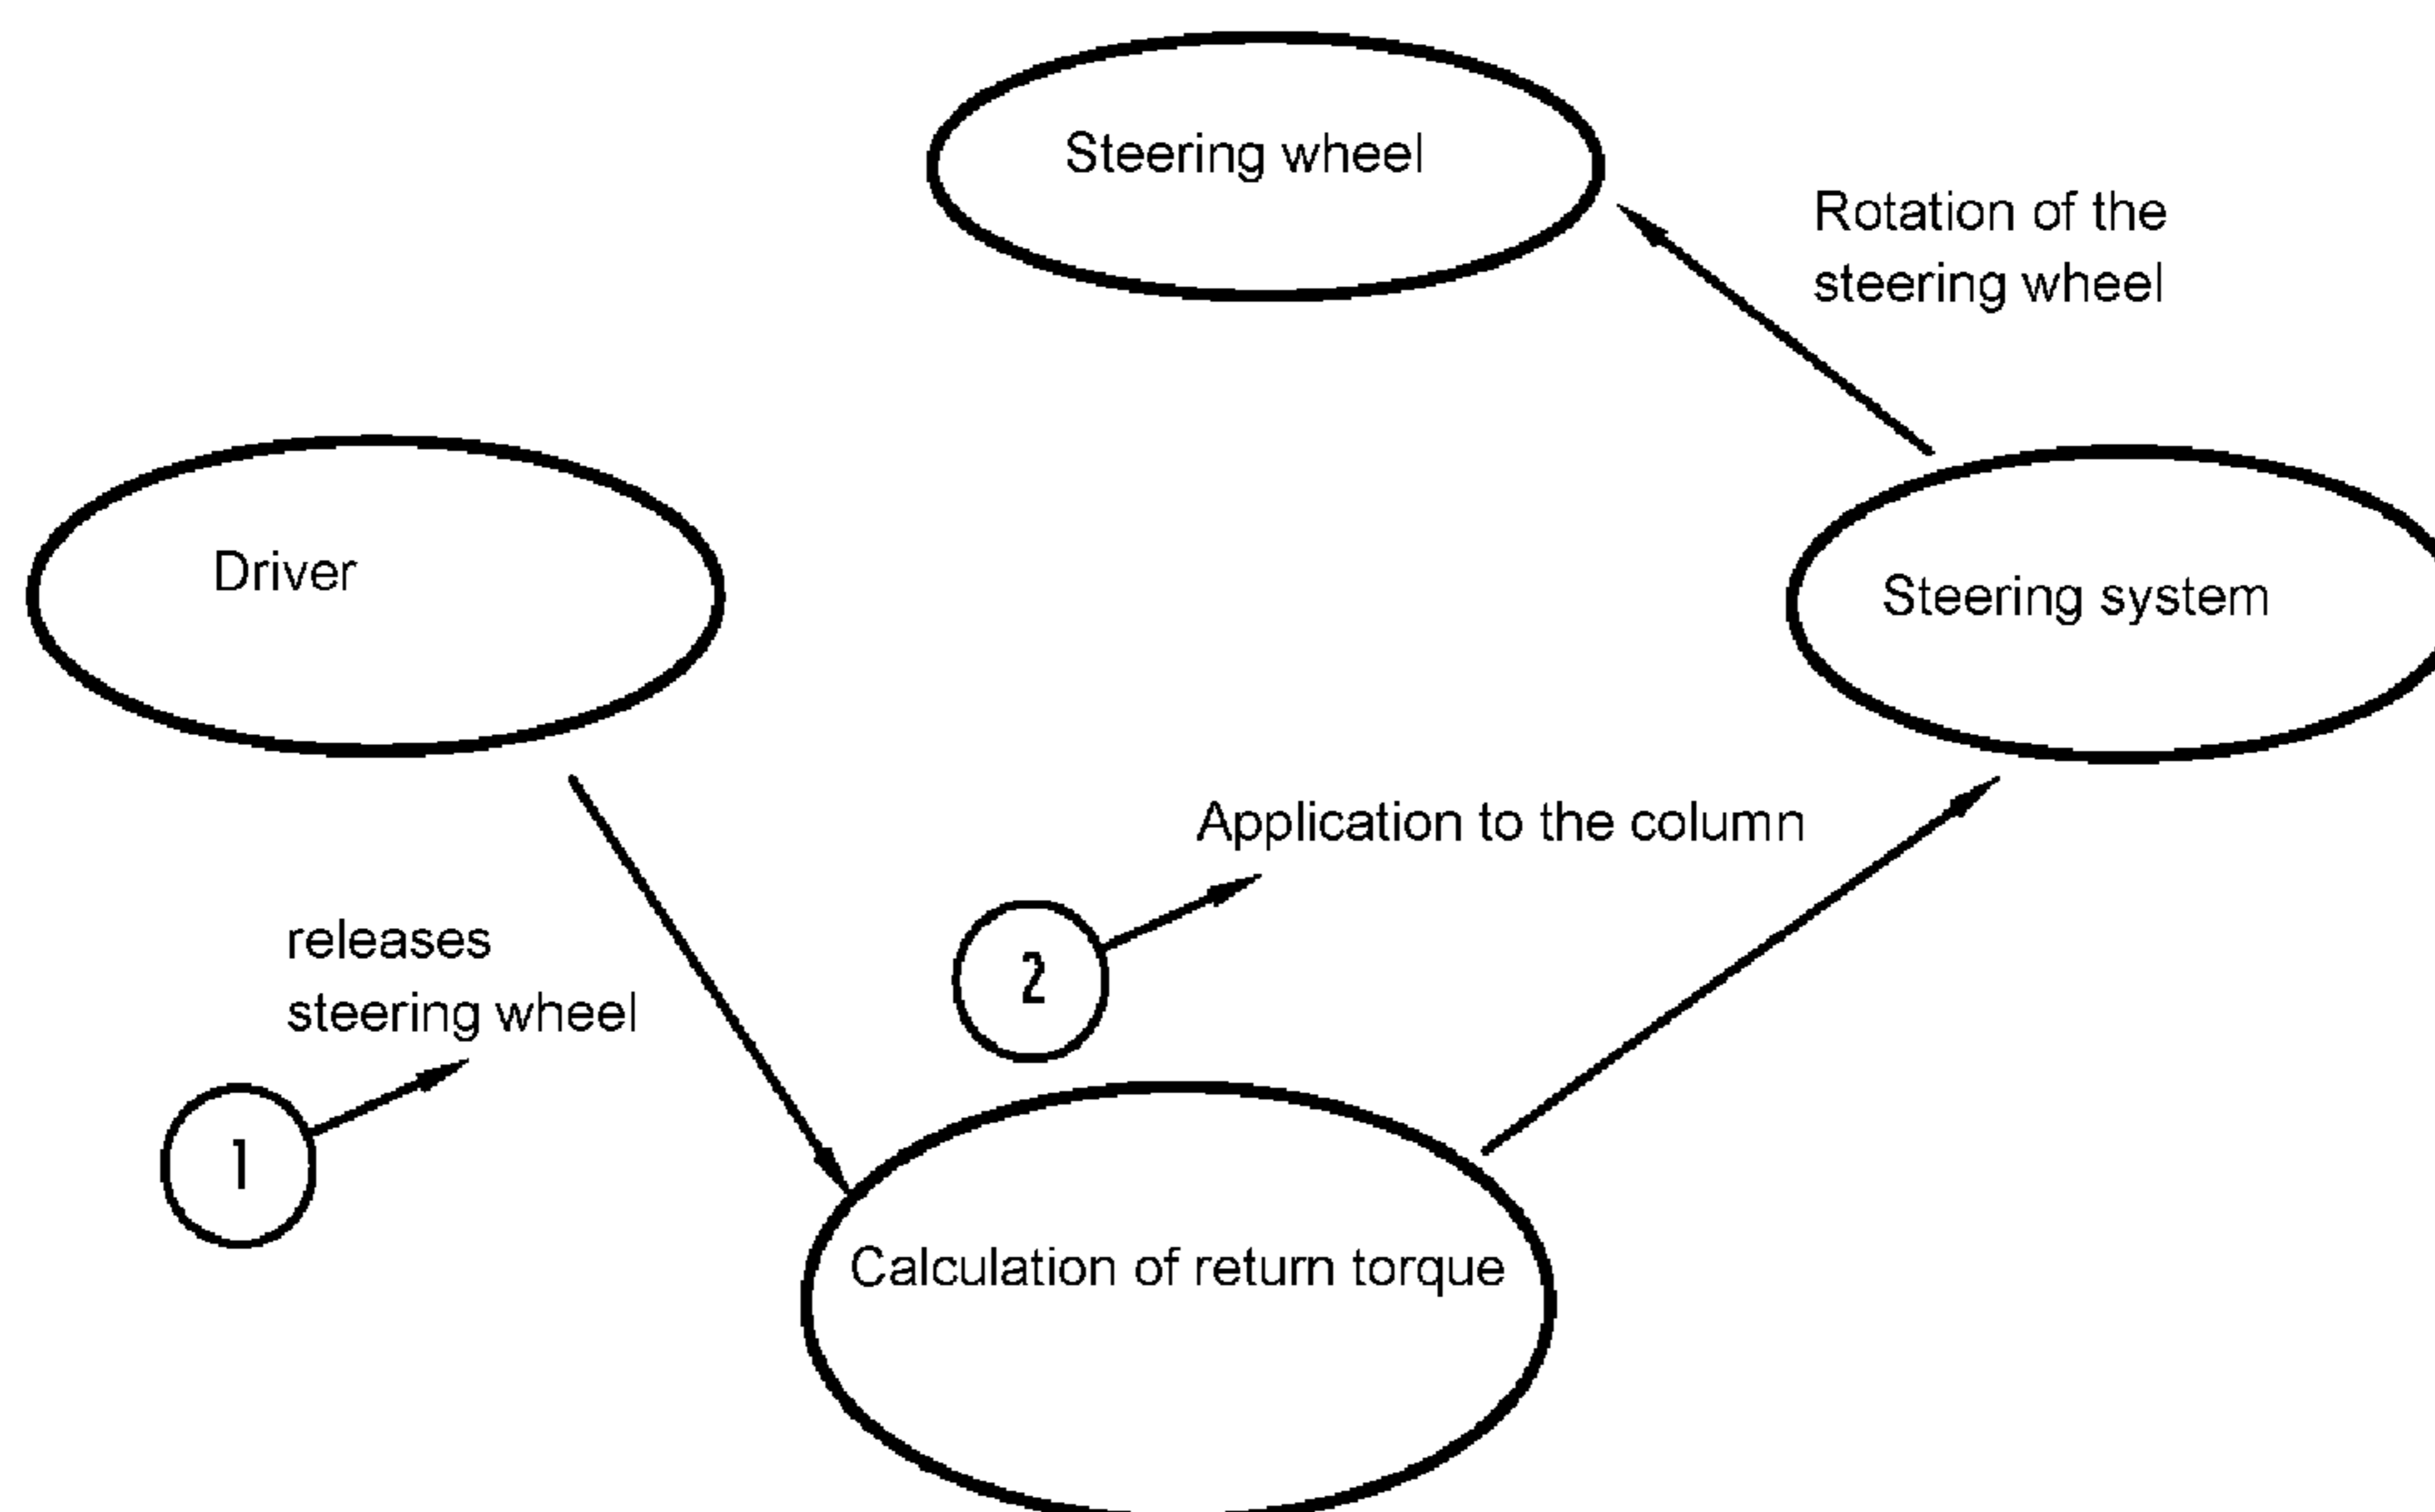 Steering wheel
Rotation of the
steering wheel
Driver
Steering system
Application to the column
releases
steering wheel
2
1
Calculation of return torque